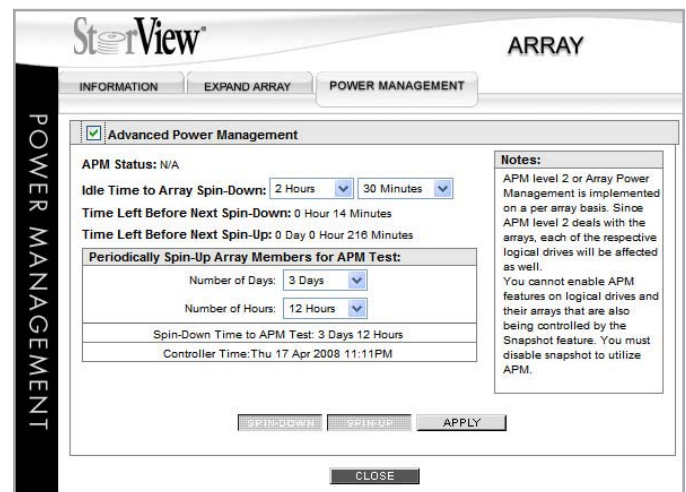 StorView
ARRAY
INFORMATION
EXPAND ARRAY
POWER MANAGEMENT
POWER MANAGEMENT
Advanced Power Management
APM Status: N/A
Idle Time to Array Spin-Down: 2 Hours 30 Minutes
Time Left Before Next Spin-Down: 0 Hour 14 Minutes
Time Left Before Next Spin-Up: 0 Day 0 Hour 216 Minutes
Periodically Spin-Up Array Members for APM Test:
Number of Days: 3 Days
Number of Hours: 12 Hours
Spin-Down Time to APM Test: 3 Days 12 Hours
Controller Time:Thu 17 Apr 2008 11:11PM
Notes:
APM level 2 or Array Power
Management is implemented
on a per array basis. Since
APM level 2 deals with the
arrays, each of the respective
logical drives will be affected
as well.
You cannot enable APM
features on logical drives and
their arrays that are also
being controlled by the
Snapshot feature. You must
disable snapshot to utilize
APM.
SPIN-DOWN
SPIN-UP
APPLY
CLOSE